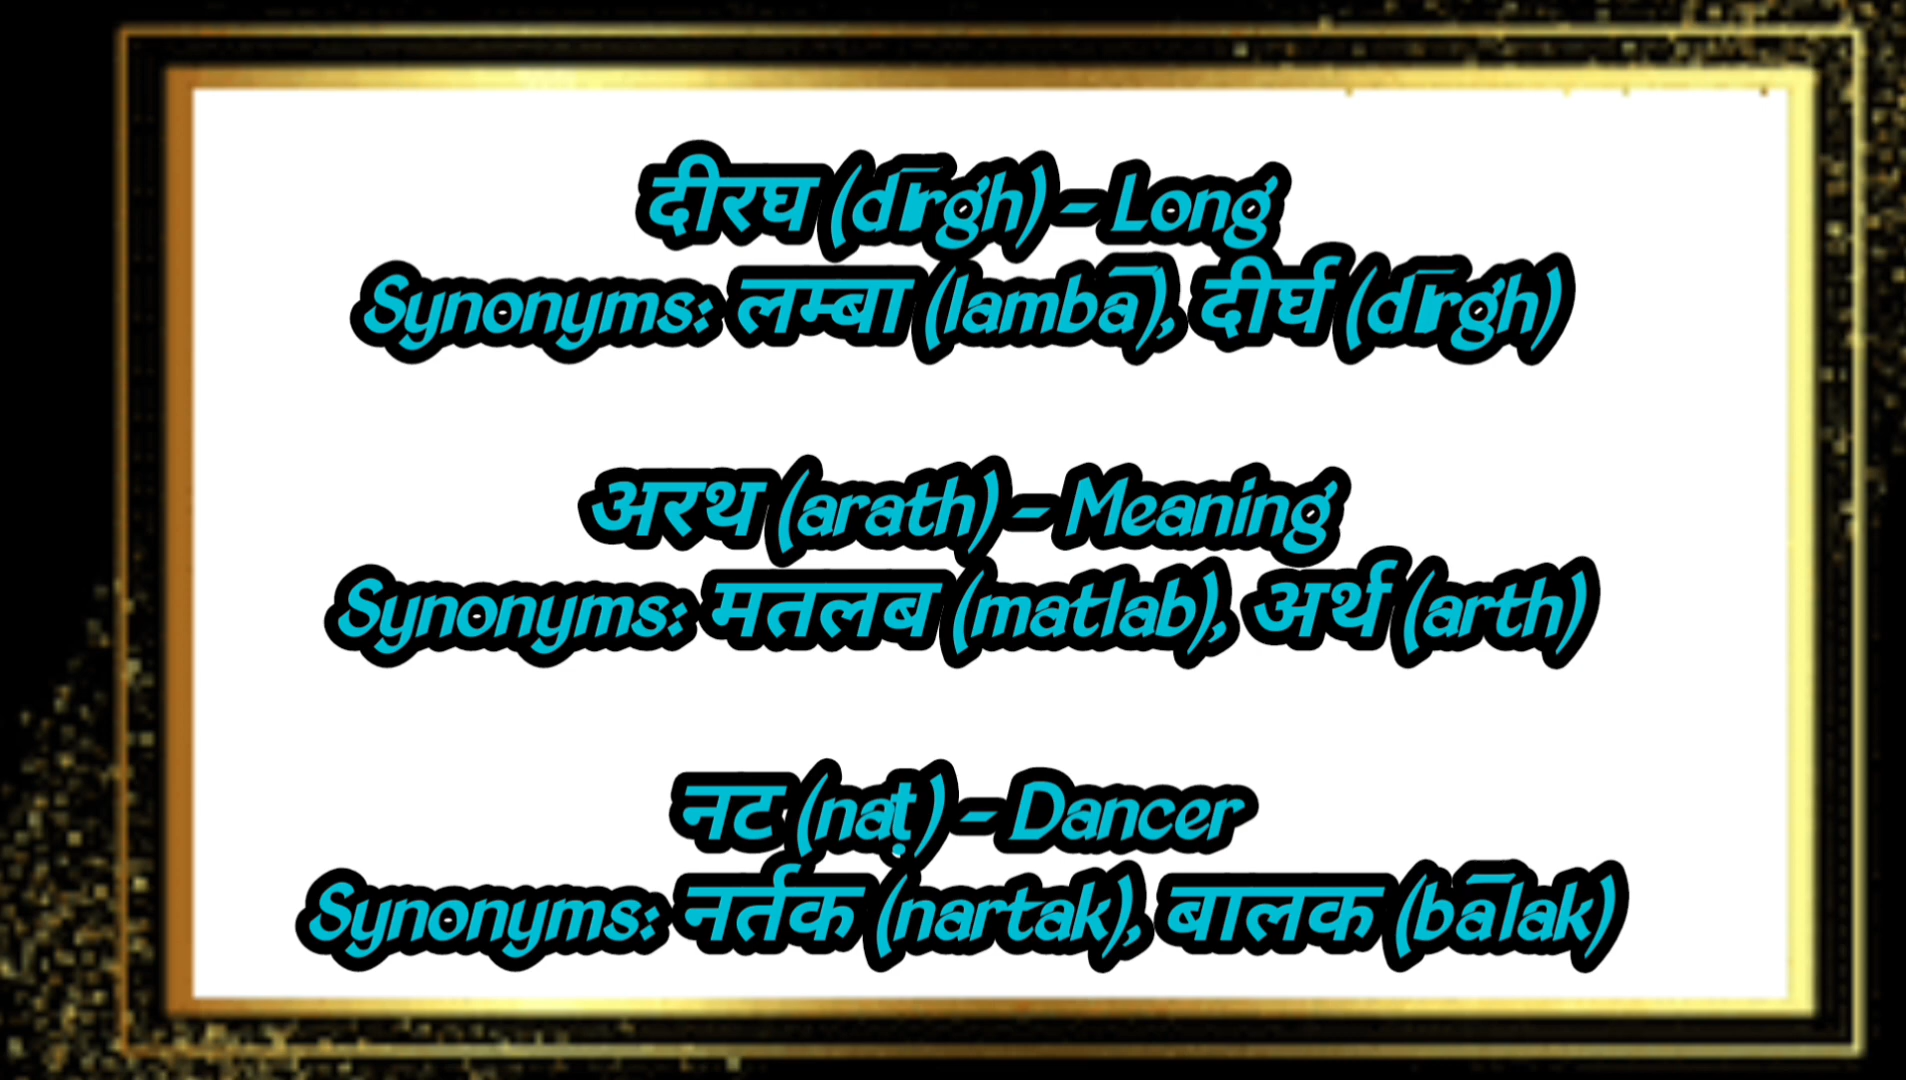 दीरघ (dīrgh) - Long
Synonyms: लम्बा (lambā), दीर्घ (dīrgh)
अरथ (arath) - Meaning
Synonyms: मतलब (matlab), अर्थ (arth)
नट (naṭ) - Dancer
Synonyms: नर्तक (nartak), बालक (bālak)